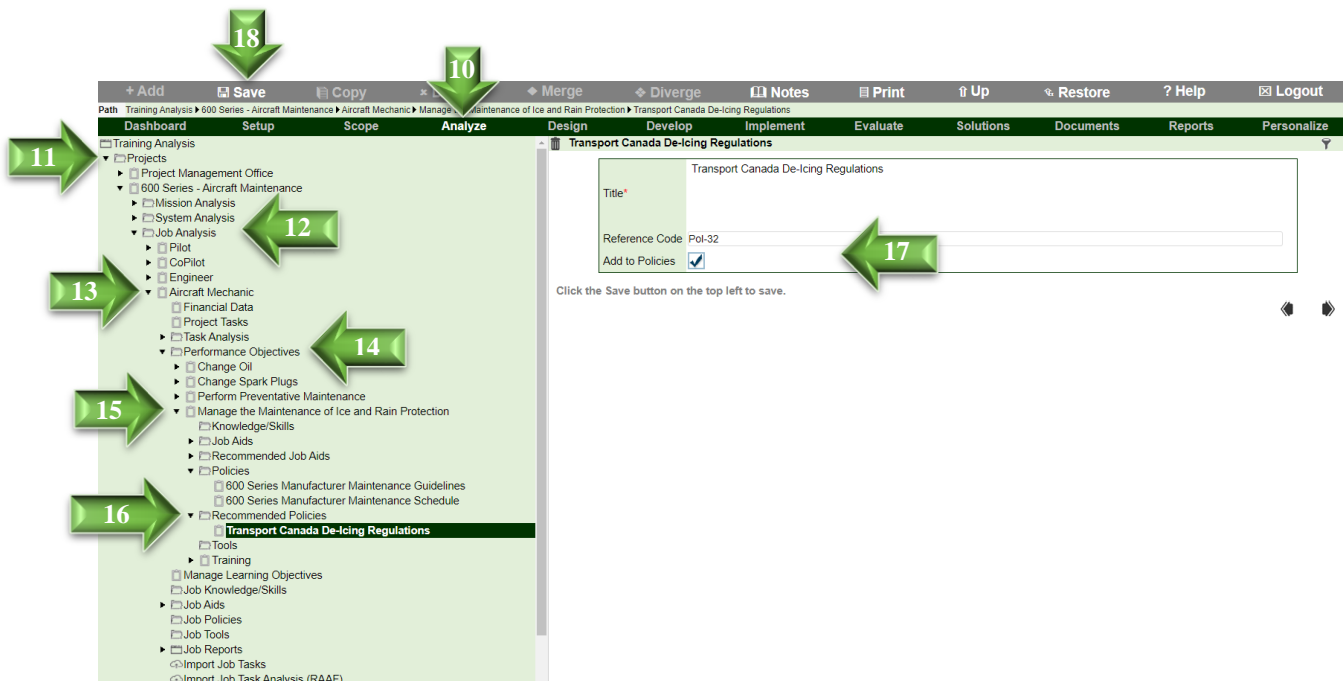 18
10
+ Add Save Copy × Merge Diverge Notes Print Up Restore ? Help Logout
Path Training Analysis 600 Series - Aircraft Maintenance Aircraft Mechanic Manage Maintenance of Ice and Rain Protection Transport Canada De-Icing Regulations
Dashboard Setup Scope Analyze Design Develop Implement Evaluate Solutions Documents Reports Personalize
Training Analysis
Transport Canada De-Icing Regulations
11
Projects
Project Management Office
600 Series - Aircraft Maintenance
Mission Analysis
System Analysis
12
Job Analysis
Pilot
CoPilot
Engineer
13
Aircraft Mechanic
Financial Data
Project Tasks
Task Analysis
14
Performance Objectives
Change Oil
Change Spark Plugs
Perform Preventative Maintenance
15
Manage the Maintenance of Ice and Rain Protection
Knowledge/Skills
Job Aids
Recommended Job Aids
Policies
600 Series Manufacturer Maintenance Guidelines
600 Series Manufacturer Maintenance Schedule
16
Recommended Policies
Transport Canada De-Icing Regulations
Tools
Training
Manage Learning Objectives
Job Knowledge/Skills
Job Aids
Job Policies
Job Tools
Job Reports
Import Job Tasks
Import Job Task Analysis (RAAF)
Transport Canada De-Icing Regulations
Title*
Reference Code Pol-32
17
Add to Policies
Click the Save button on the top left to save.